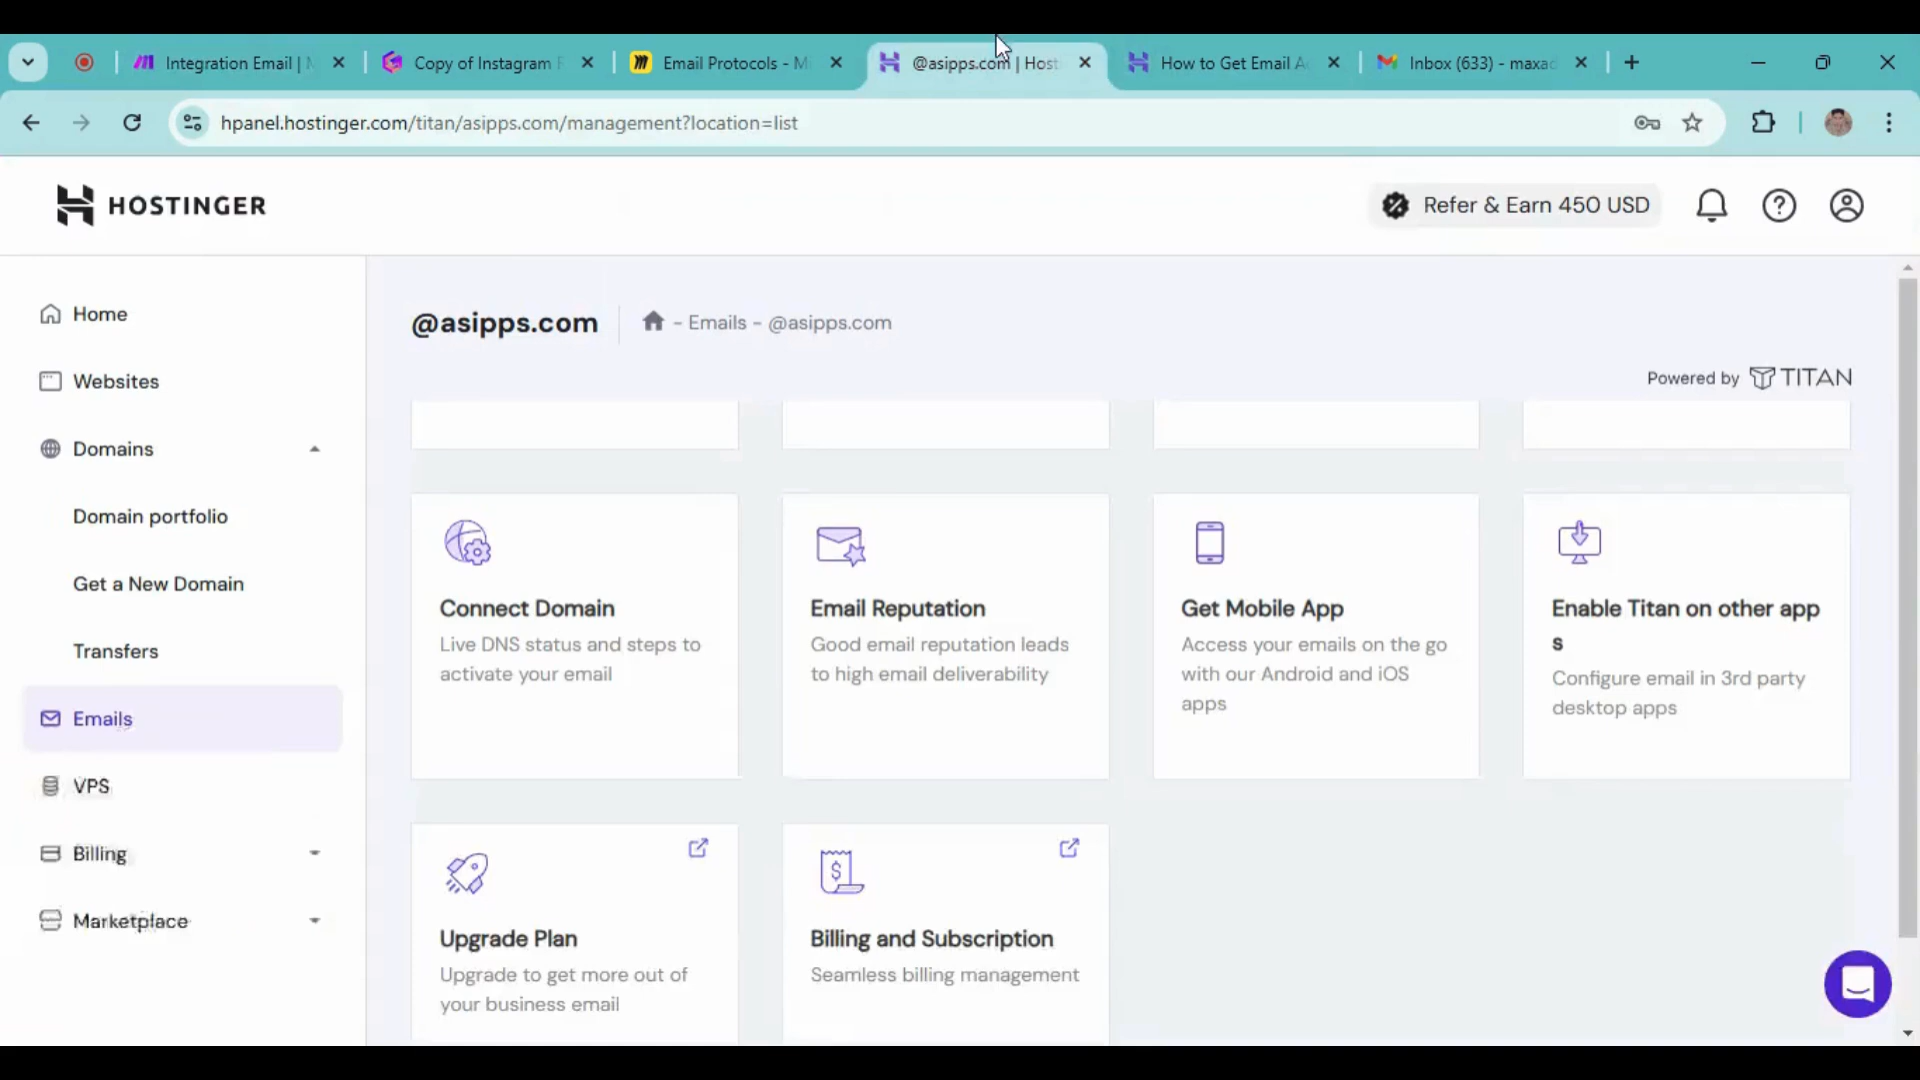 Integration Email |
Copy of Instagram
Email Protocols - M
@asipps.com | Host
How to Get Email A
Inbox (633) - maxad
hpanel.hostinger.com/titan/asipps.com/management?location=list
HOSTINGER
Refer & Earn 450 USD
Home
Websites
Domains
Domain portfolio
Get a New Domain
Transfers
Emails
VPS
Billing
Marketplace
@asipps.com
- Emails - @asipps.com
Powered by TITAN
Connect Domain
Live DNS status and steps to
activate your email
Email Reputation
Good email reputation leads
to high email deliverability
Get Mobile App
Access your emails on the go
with our Android and iOS
apps
Enable Titan on other app
s
Configure email in 3rd party
desktop apps
Upgrade Plan
Upgrade to get more out of
your business email
Billing and Subscription
Seamless billing management